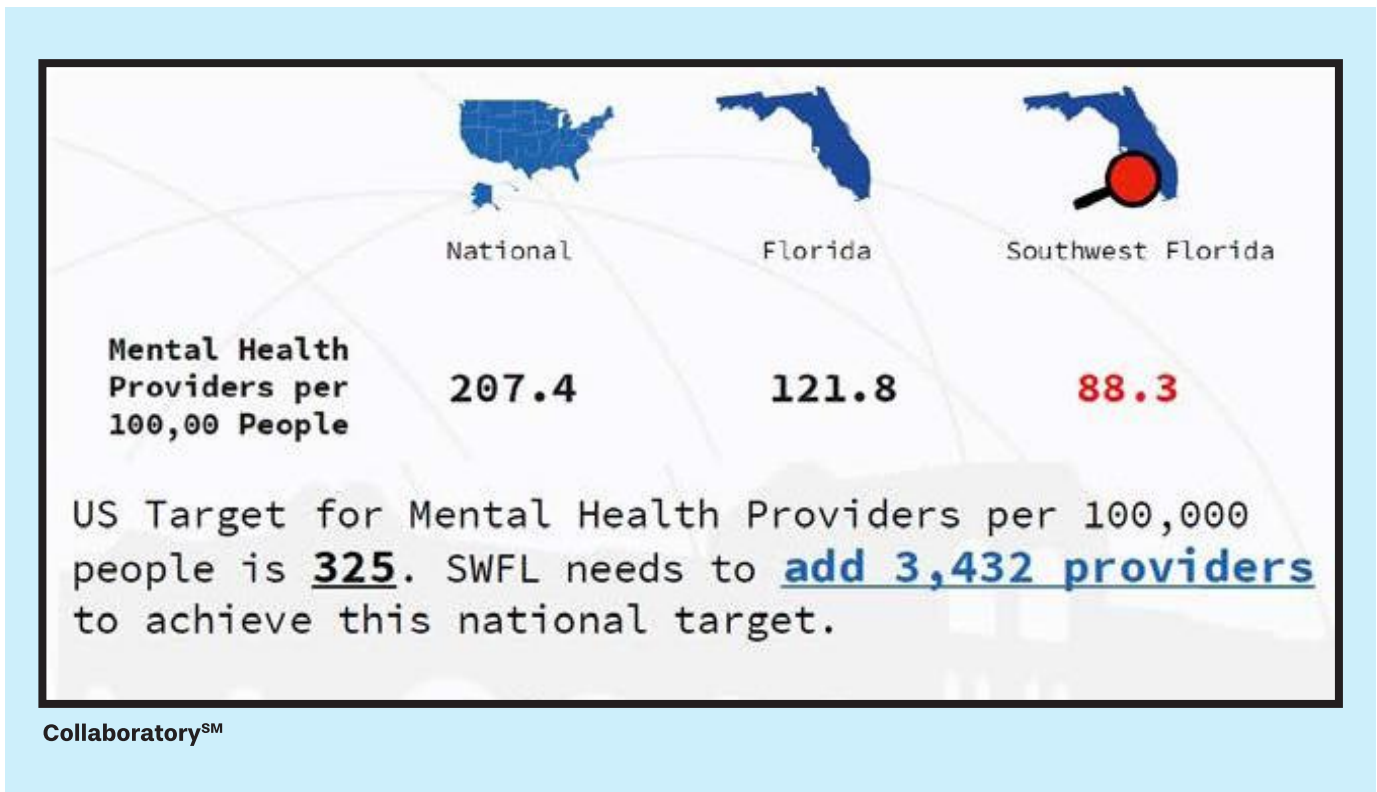 National Florida Southwest Florida
Mental Health
Providers per
100,00 People
207.4 121.8 88.3
US Target for Mental Health Providers per 100,000
people is 325. SWFL needs to add 3,432 providers
to achieve this national target.
Collaboratory℠